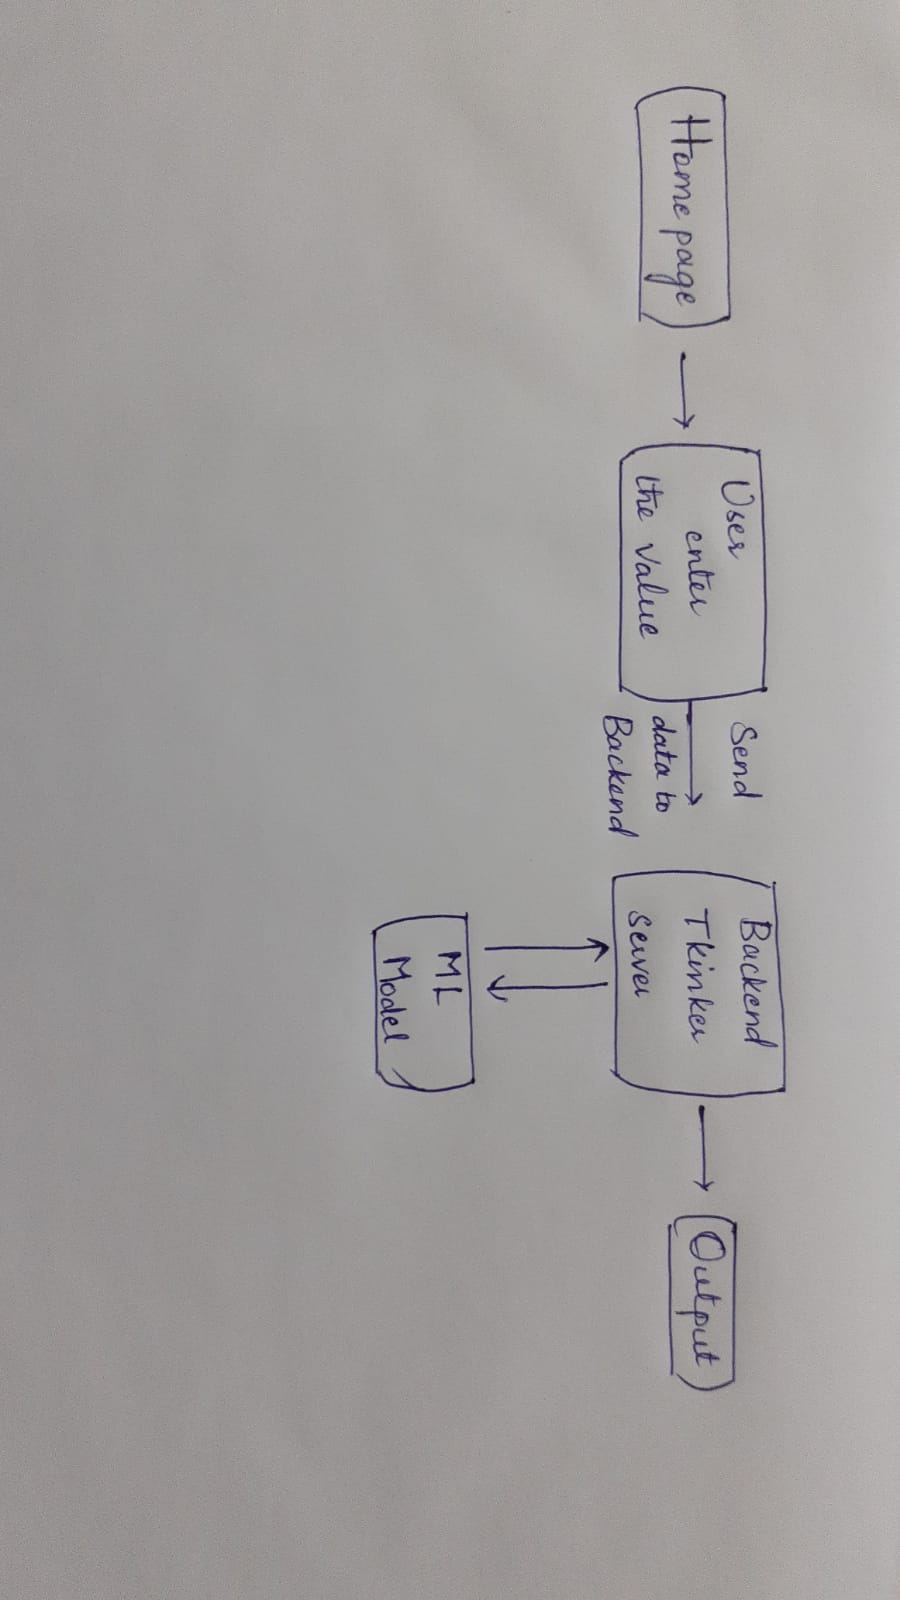 Home page
User
enter
the value
Send
data to
Backend
Backend
Tkinker
server
ML
Model
Output